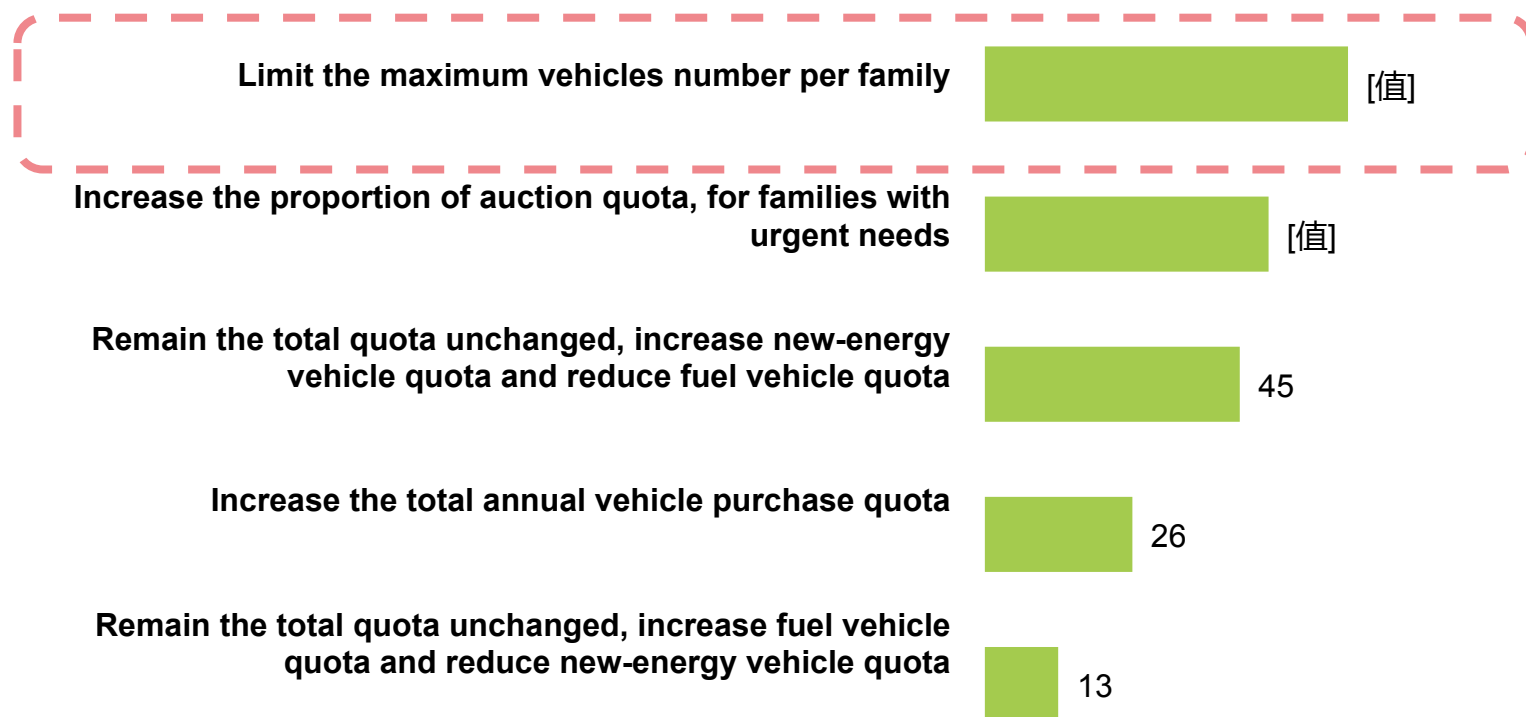 Limit the maximum vehicles number per family
[值]
Increase the proportion of auction quota, for families with
urgent needs
[值]
Remain the total quota unchanged, increase new-energy
vehicle quota and reduce fuel vehicle quota
45
Increase the total annual vehicle purchase quota
26
Remain the total quota unchanged, increase fuel vehicle
quota and reduce new-energy vehicle quota
13